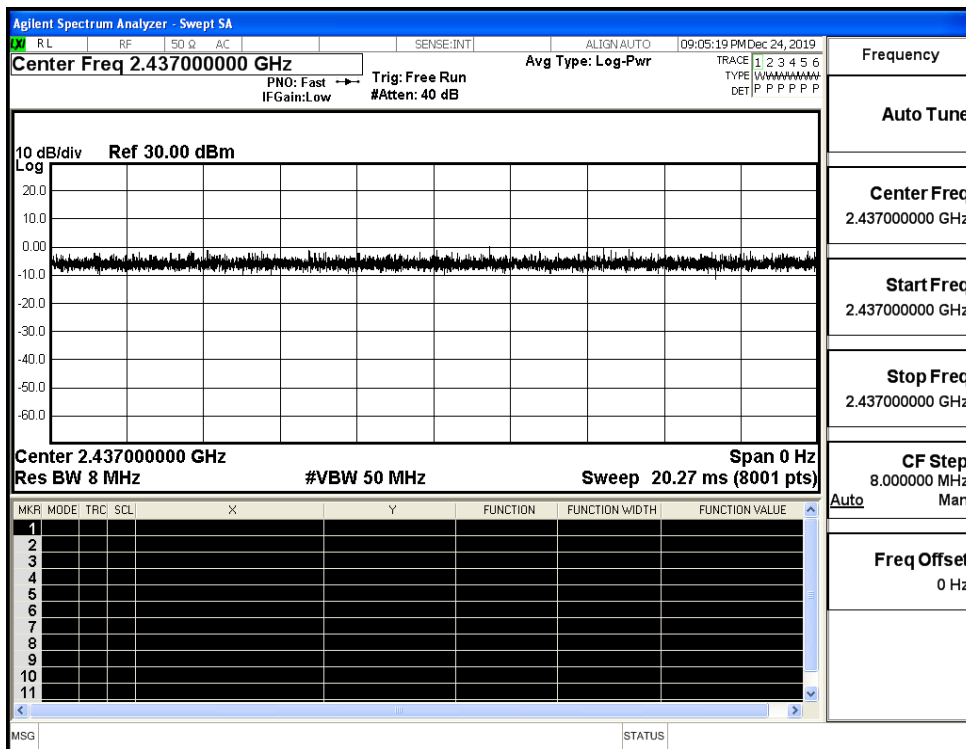 Agilent Spectrum Analyzer - Swept SA
LXI RL RF 50 Ω AC SENSE:INT ALIGN AUTO 09:05:19 PM Dec 24, 2019
Center Freq 2.437000000 GHz
PNO: Fast
IFGain:Low
Trig: Free Run
#Atten: 40 dB
Avg Type: Log-Pwr
TRACE 1 2 3 4 5 6
TYPE WWWWWW
DET P P P P P P
10 dB/div Ref 30.00 dBm
Log
20.0
10.0
0.00
-10.0
-20.0
-30.0
-40.0
-50.0
-60.0
Center 2.437000000 GHz Span 0 Hz
Res BW 8 MHz #VBW 50 MHz Sweep 20.27 ms (8001 pts)
MKR MODE TRC SCL X Y FUNCTION FUNCTION WIDTH FUNCTION VALUE
1
2
3
4
5
6
7
8
9
10
11
MSG STATUS
Frequency
Auto Tune
Center Freq
2.437000000 GHz
Start Freq
2.437000000 GHz
Stop Freq
2.437000000 GHz
CF Step
8.000000 MHz
Auto Man
Freq Offset
0 Hz